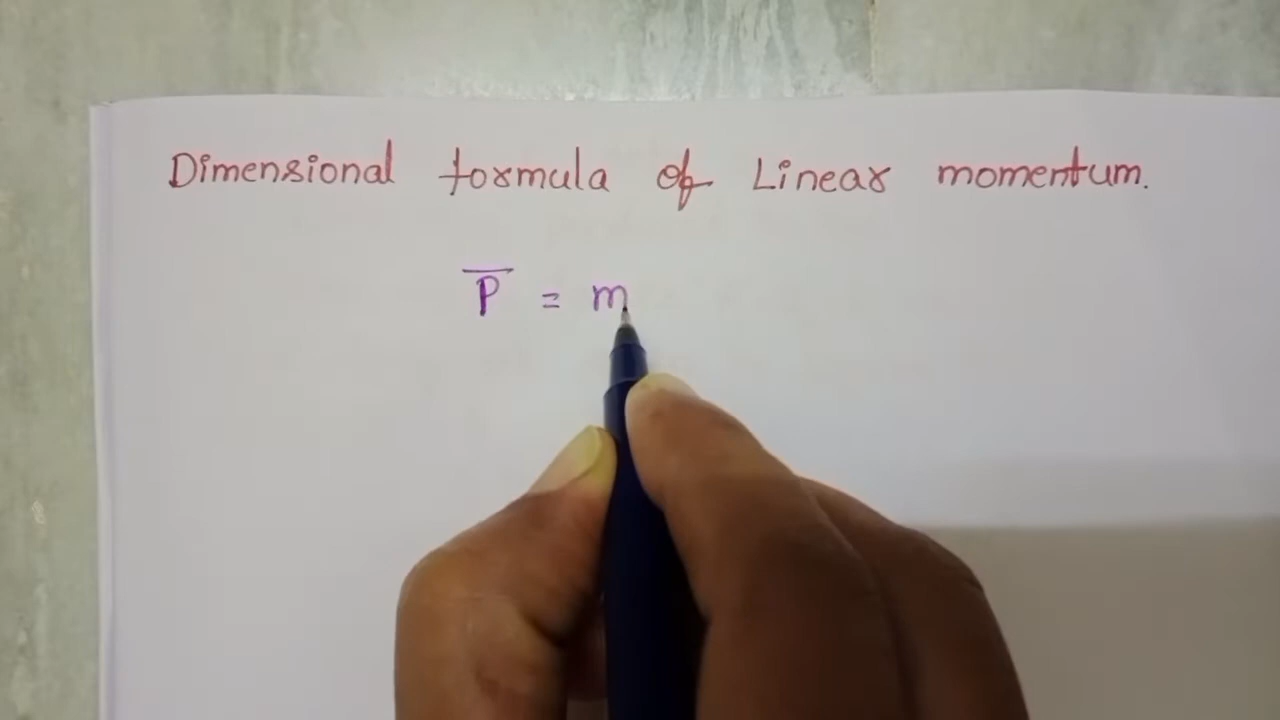 Dimensional formula of Linear momentum.
P̅ = m